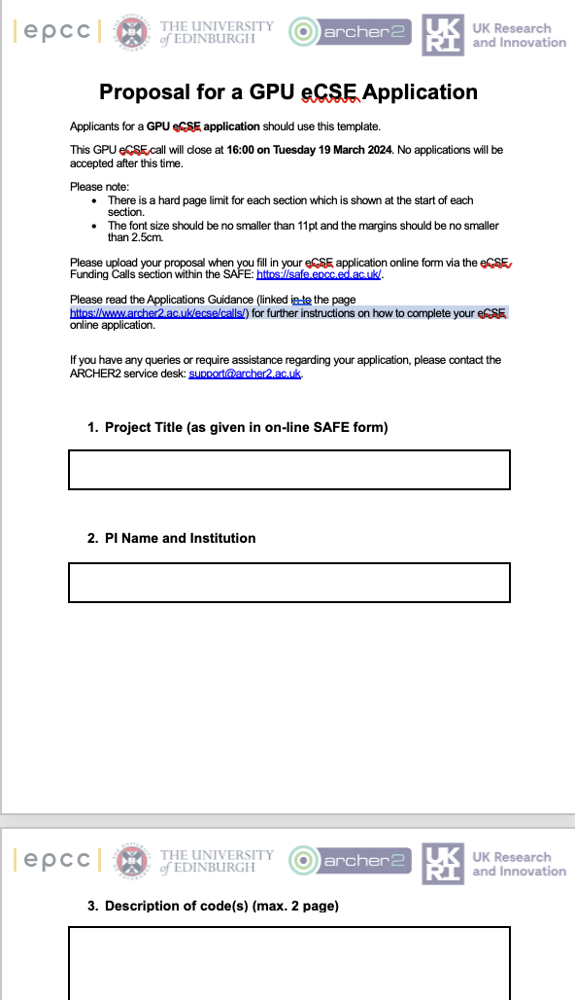 epcc
THE UNIVERSITY
of EDINBURGH
archer2
UK
RI
UK Research
and Innovation
Proposal for a GPU eCSE Application
Applicants for a GPU eCSE application should use this template.
This GPU eCSE call will close at 16:00 on Tuesday 19 March 2024. No applications will be
accepted after this time.
Please note:
• There is a hard page limit for each section which is shown at the start of each
section.
• The font size should be no smaller than 11pt and the margins should be no smaller
than 2.5cm.
Please upload your proposal when you fill in your eCSE application online form via the eCSE
Funding Calls section within the SAFE: https://safe.epcc.ed.ac.uk/.
Please read the Applications Guidance (linked in to the page
https://www.archer2.ac.uk/ecse/calls/) for further instructions on how to complete your eCSE
online application.
If you have any queries or require assistance regarding your application, please contact the
ARCHER2 service desk: support@archer2.ac.uk.
1. Project Title (as given in on-line SAFE form)
2. PI Name and Institution
epcc
THE UNIVERSITY
of EDINBURGH
archer2
UK
RI
UK Research
and Innovation
3. Description of code(s) (max. 2 page)